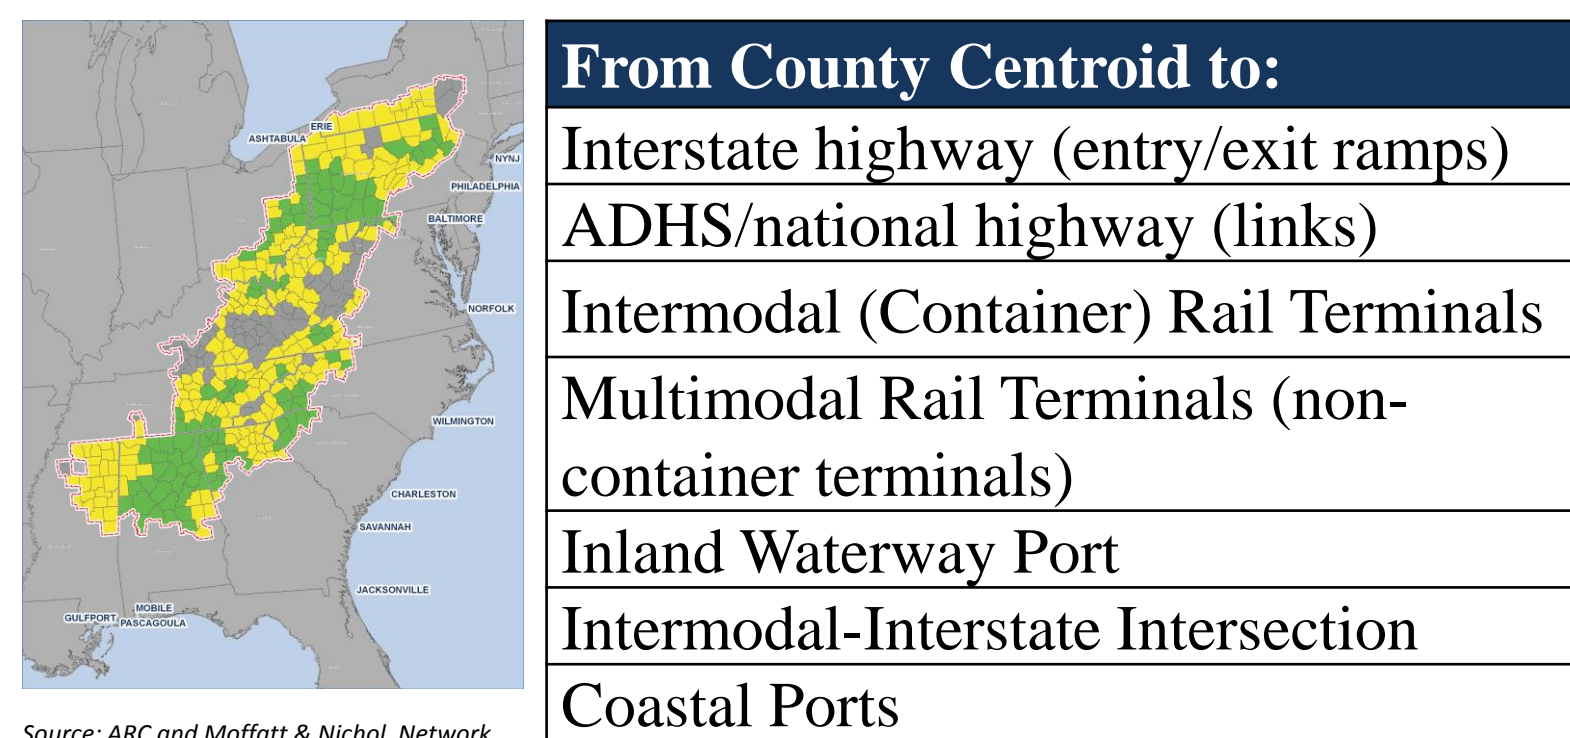 ERIE
ASHTABULA
NYNJ
PHILADELPHIA
BALTIMORE
NORFOLK
WILMINGTON
CHARLESTON
SAVANNAH
JACKSONVILLE
MOBILE
GULFPORT
PASCAGOULA
Source: ARC and Moffatt & Nichol, Network
From County Centroid to:
Interstate highway (entry/exit ramps)
ADHS/national highway (links)
Intermodal (Container) Rail Terminals
Multimodal Rail Terminals (non-
container terminals)
Inland Waterway Port
Intermodal-Interstate Intersection
Coastal Ports